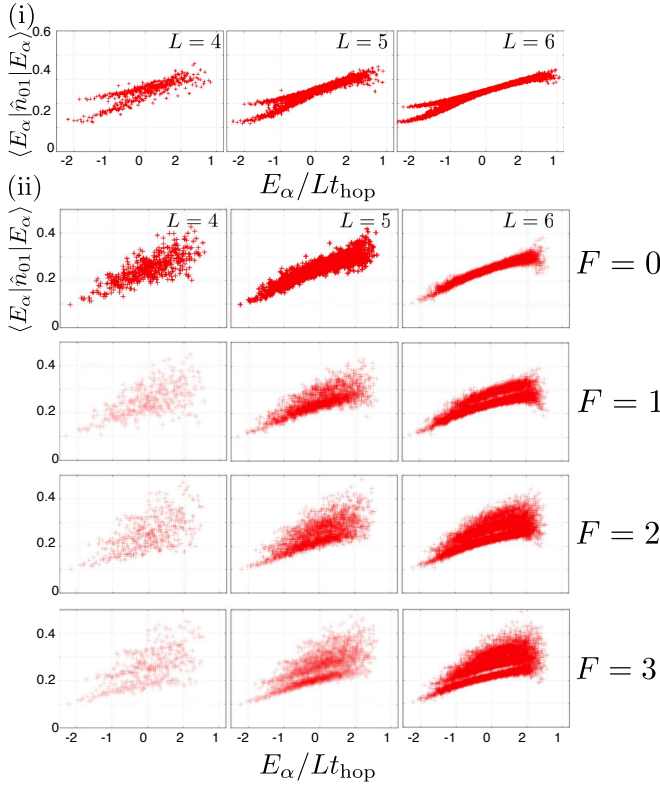 (i)
⟨E_α|n̂_01|E_α⟩
0.6
0.4
0.2
0
L = 4
L = 5
L = 6
-2 -1 0 2 1 -2 -1 0 2 1 -2 -1 0 2 1
E_α/Lt_hop
(ii)
⟨E_α|n̂_01|E_α⟩
L = 4
L = 5
L = 6
0.4
0.2
0
F = 0
0.4
0.2
0
F = 1
0.4
0.2
0
F = 2
0.4
0.2
0
F = 3
-2 -1 0 2 1 -2 -1 0 2 1 -2 -1 0 2 1
E_α/Lt_hop